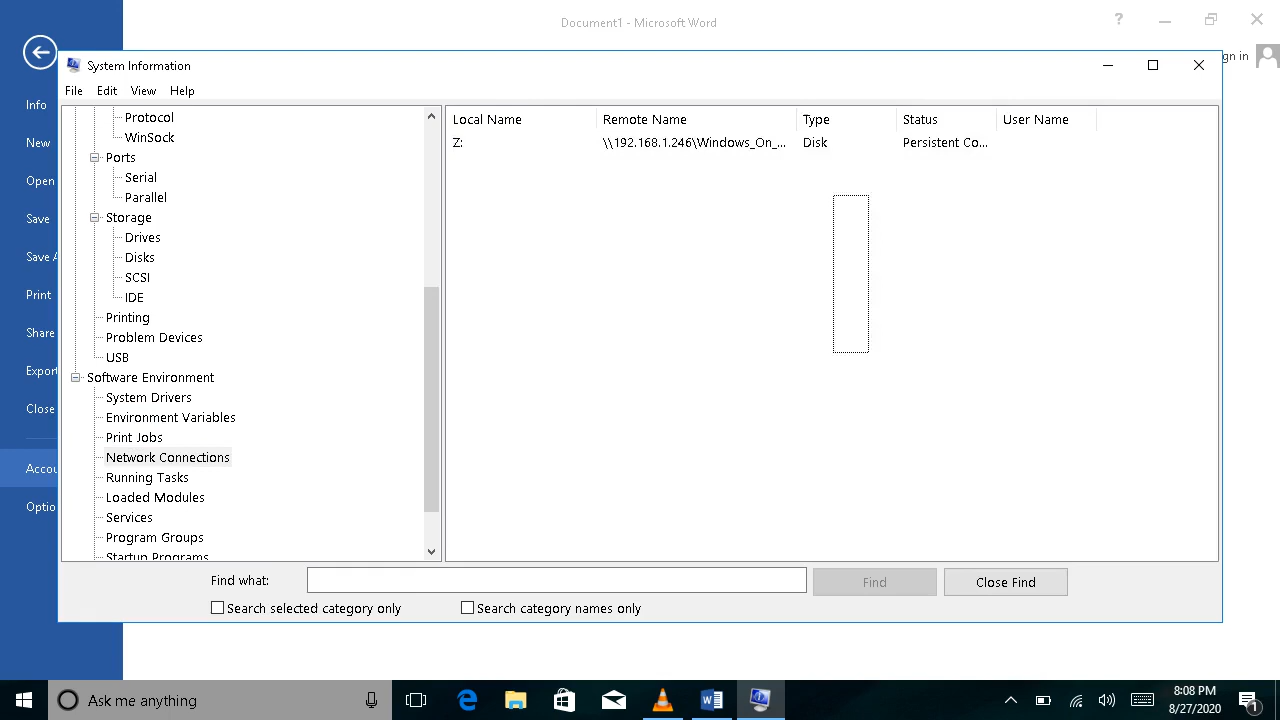 Document1 - Microsoft Word
System Information
File Edit View Help
Info
New
Open
Save
Save A
Print
Share
Expor
Close
Accou
Optio
gn in
Protocol
WinSock
Ports
Serial
Parallel
Storage
Drives
Disks
SCSI
IDE
Printing
Problem Devices
USB
Software Environment
System Drivers
Environment Variables
Print Jobs
Network Connections
Running Tasks
Loaded Modules
Services
Program Groups
Startup Programs
Local Name Remote Name Type Status User Name
Z: \\192.168.1.246\Windows_On_... Disk Persistent Co...
Find what: Find Close Find
Search selected category only Search category names only
Ask me anything
8:08 PM
8/27/2020
1